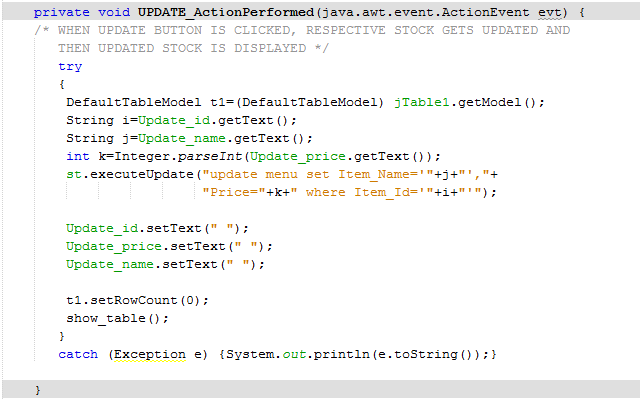 private void UPDATE_ActionPerformed(java.awt.event.ActionEvent evt) {
/* WHEN UPDATE BUTTON IS CLICKED, RESPECTIVE STOCK GETS UPDATED AND
THEN UPDATED STOCK IS DISPLAYED */
try
{
DefaultTableModel t1=(DefaultTableModel) jTable1.getModel();
String i=Update_id.getText();
String j=Update_name.getText();
int k=Integer.parseInt(Update_price.getText());
st.executeUpdate("update menu set Item_Name='"+j+"',"+
"Price="+k+" where Item_Id='"+i+"'");
Update_id.setText(" ");
Update_price.setText(" ");
Update_name.setText(" ");
t1.setRowCount(0);
show_table();
}
catch (Exception e) {System.out.println(e.toString());}
}